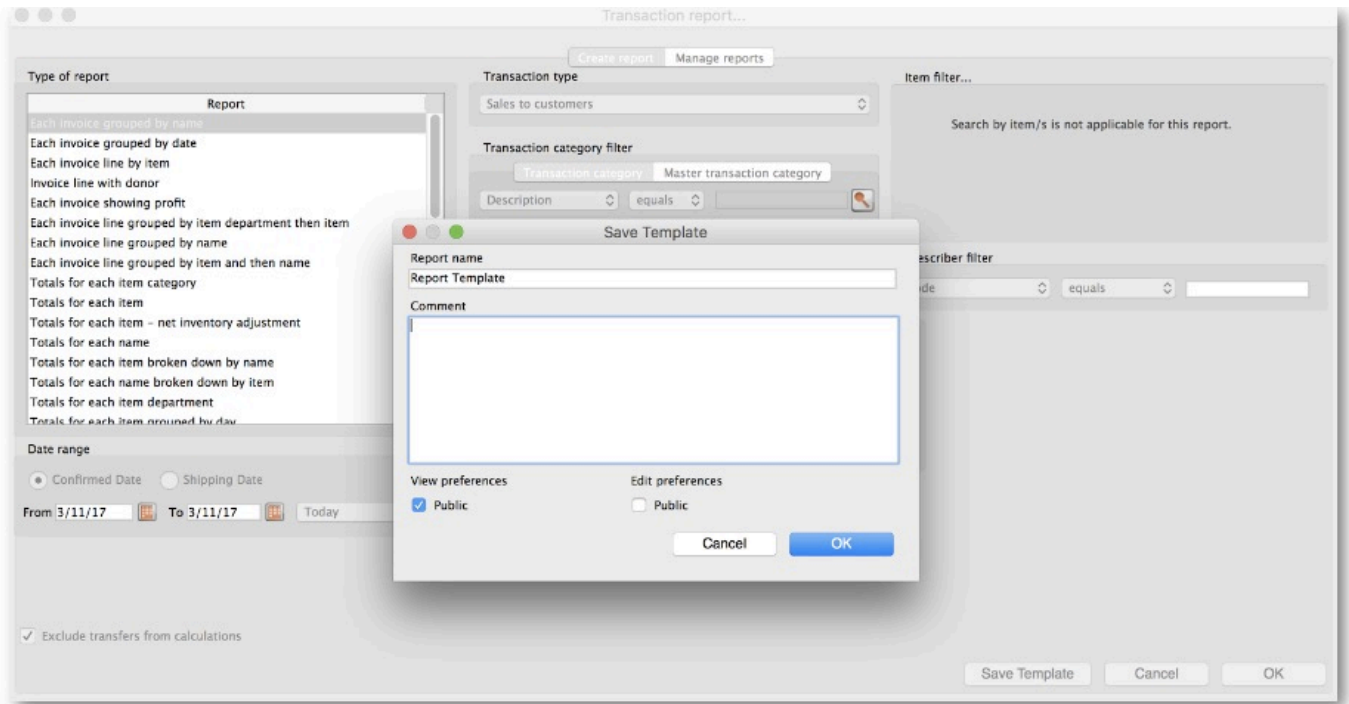 Transaction report...
Create report Manage reports
Type of report
Report
Each invoice grouped by name
Each invoice grouped by date
Each invoice line by item
Invoice line with donor
Each invoice showing profit
Each invoice line grouped by item department then item
Each invoice line grouped by name
Each invoice line grouped by item and then name
Totals for each item category
Totals for each item
Totals for each item – net inventory adjustment
Totals for each name
Totals for each item broken down by name
Totals for each name broken down by item
Totals for each item department
Totals for each item grouped by day
Transaction type
Sales to customers
Transaction category filter
Transaction category Master transaction category
Description equals
Item filter...
Search by item/s is not applicable for this report.
escriber filter
de equals
Save Template
Report name
Report Template
Comment
View preferences Edit preferences
Public Public
Cancel OK
Date range
Confirmed Date Shipping Date
From 3/11/17 To 3/11/17 Today
Exclude transfers from calculations
Save Template Cancel OK